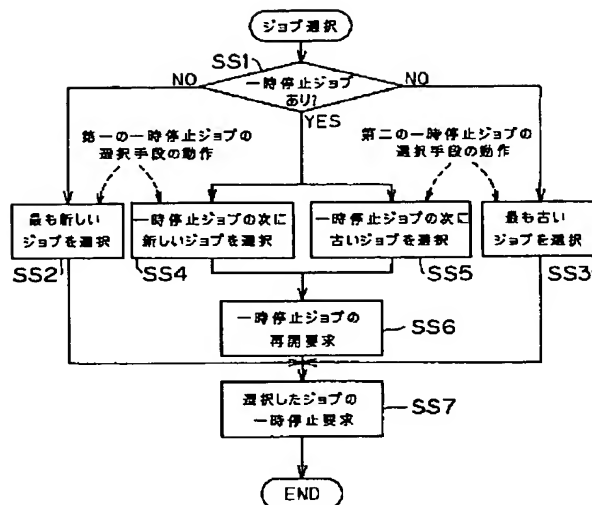 ジョブ選択
SS1
NO
一時停止ジョブ
あり?
NO
YES
第一の一時停止ジョブの
選択手段の動作
第二の一時停止ジョブの
選択手段の動作
最も新しい
ジョブを選択
一時停止ジョブの次に
新しいジョブを選択
一時停止ジョブの次に
古いジョブを選択
最も古い
ジョブを選択
SS2
SS4
SS5
SS3
一時停止ジョブの
再開要求
SS6
選択したジョブの
一時停止要求
SS7
END